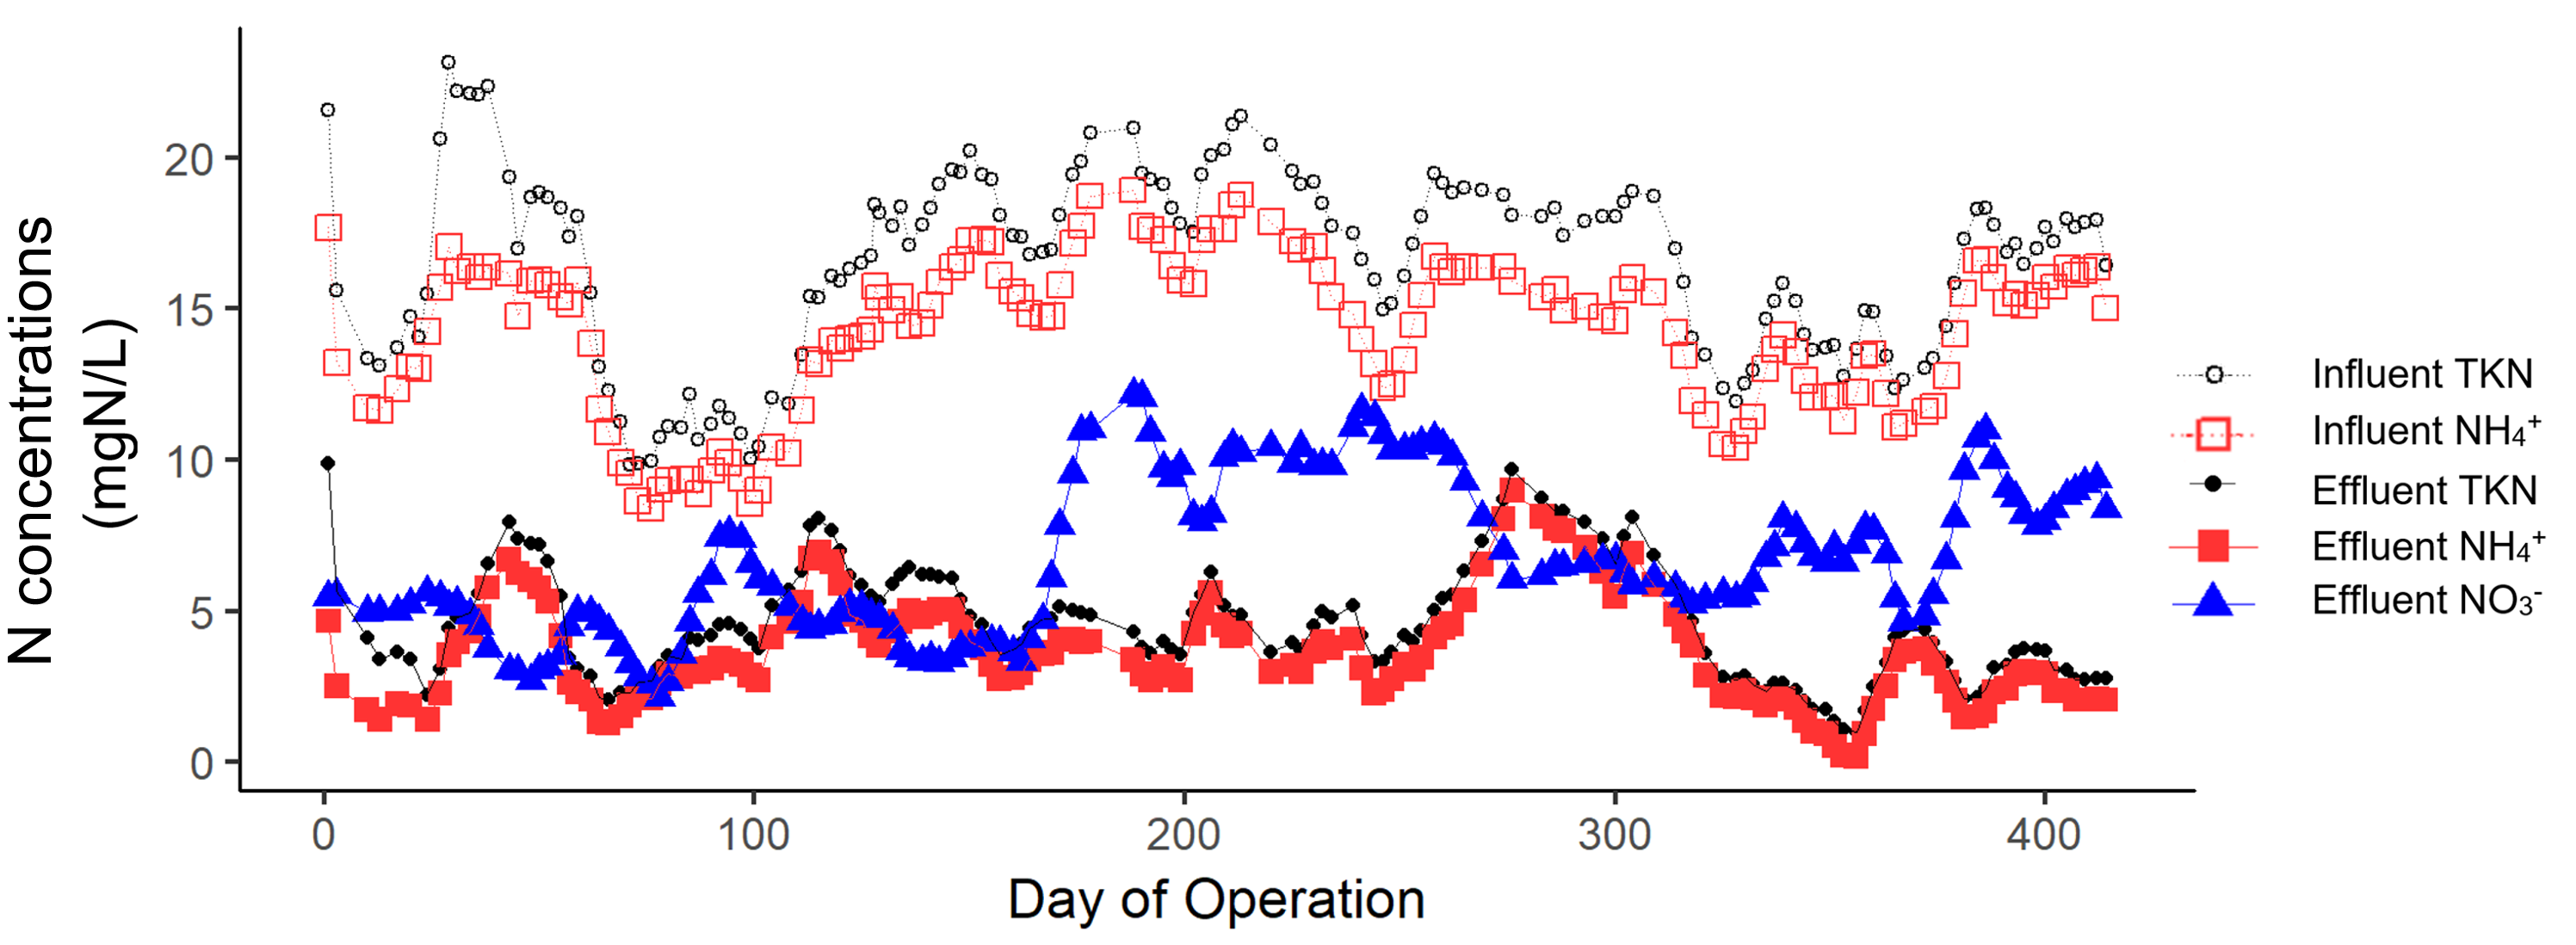 N concentrations
(mgN/L)
20
15
10
5
0
0 100 200 300 400
Day of Operation
Influent TKN
Influent NH₄⁺
Effluent TKN
Effluent NH₄⁺
Effluent NO₃⁻